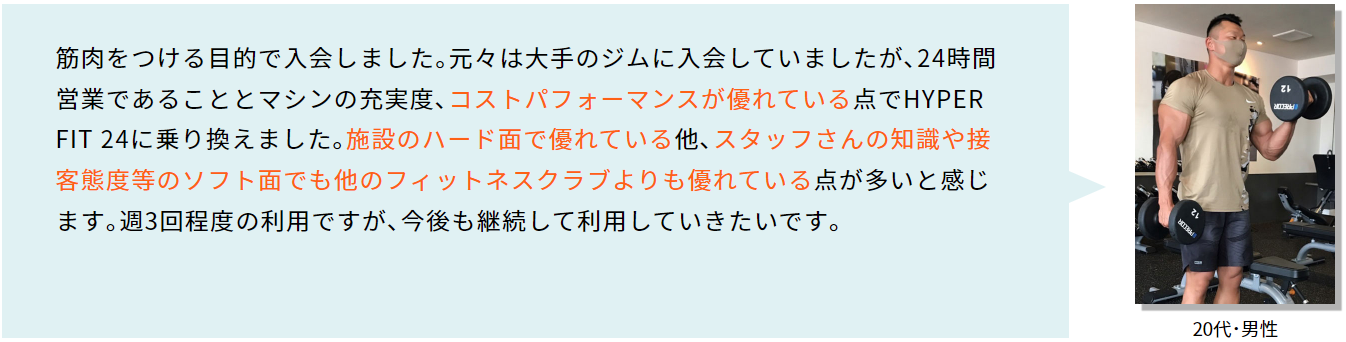 筋肉をつける目的で入会しました。元々は大手のジムに入会していましたが、24時間
営業であることとマシンの充実度、コストパフォーマンスが優れている点でHYPER
FIT 24に乗り換えました。施設のハード面で優れている他、スタッフさんの知識や接
客態度等のソフト面でも他のフィットネスクラブよりも優れている点が多いと感じ
ます。週3回程度の利用ですが、今後も継続して利用していきたいです。
12
PRECOR
12
PRECOR
20代・男性